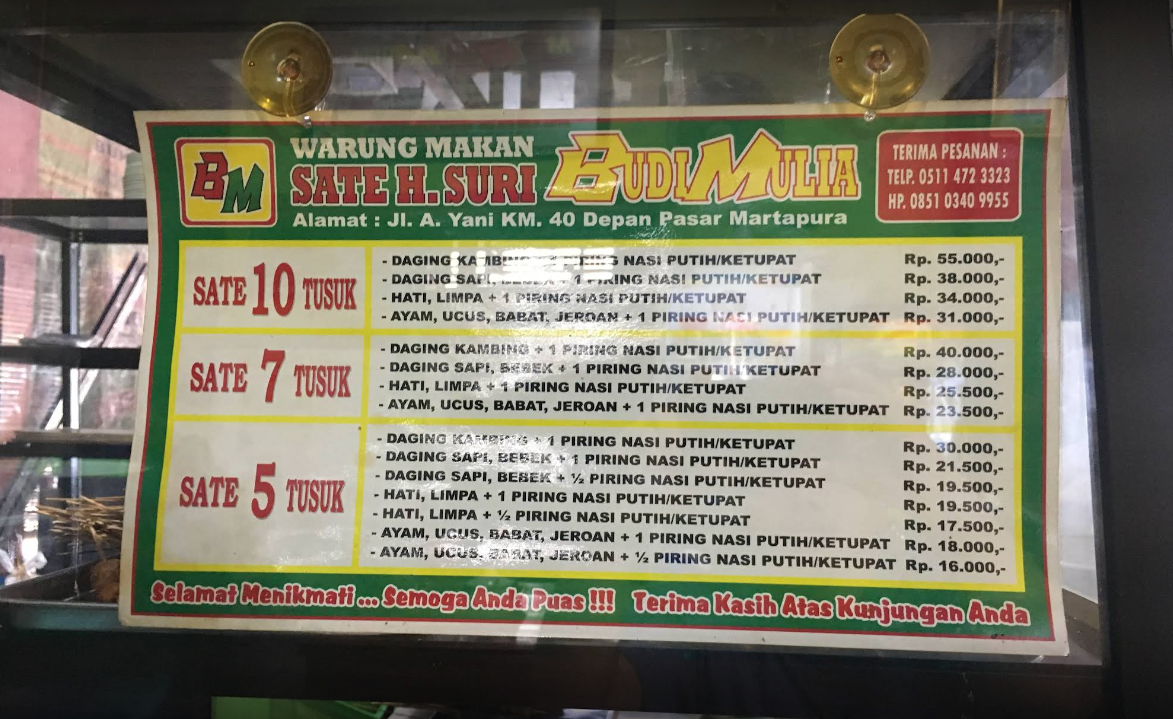 BM
WARUNG MAKAN
SATE H. SURI BUDI MULIA
Alamat : Jl. A. Yani KM. 40 Depan Pasar Martapura
TERIMA PESANAN :
TELP. 0511 472 3323
HP. 0851 0340 9955
SATE 10 TUSUK
- DAGING KAMBING + 1 PIRING NASI PUTIH/KETUPAT Rp. 55.000,-
- DAGING SAPI, BEBEK + 1 PIRING NASI PUTIH/KETUPAT Rp. 38.000,-
- HATI, LIMPA + 1 PIRING NASI PUTIH/KETUPAT Rp. 34.000,-
- AYAM, UCUS, BABAT, JEROAN + 1 PIRING NASI PUTIH/KETUPAT Rp. 31.000,-
SATE 7 TUSUK
- DAGING KAMBING + 1 PIRING NASI PUTIH/KETUPAT Rp. 40.000,-
- DAGING SAPI, BEBEK + 1 PIRING NASI PUTIH/KETUPAT Rp. 28.000,-
- HATI, LIMPA + 1 PIRING NASI PUTIH/KETUPAT Rp. 25.500,-
- AYAM, UCUS, BABAT, JEROAN + 1 PIRING NASI PUTIH/KETUPAT Rp. 23.500,-
SATE 5 TUSUK
- DAGING KAMBING + 1 PIRING NASI PUTIH/KETUPAT Rp. 30.000,-
- DAGING SAPI, BEBEK + 1 PIRING NASI PUTIH/KETUPAT Rp. 21.500,-
- DAGING SAPI, BEBEK + ½ PIRING NASI PUTIH/KETUPAT Rp. 19.500,-
- HATI, LIMPA + 1 PIRING NASI PUTIH/KETUPAT Rp. 19.500,-
- HATI, LIMPA + ½ PIRING NASI PUTIH/KETUPAT Rp. 17.500,-
- AYAM, UCUS, BABAT, JEROAN + 1 PIRING NASI PUTIH/KETUPAT Rp. 18.000,-
- AYAM, UCUS, BABAT, JEROAN + ½ PIRING NASI PUTIH/KETUPAT Rp. 16.000,-
Selamat Menikmati ... Semoga Anda Puas !!! Terima Kasih Atas Kunjungan Anda